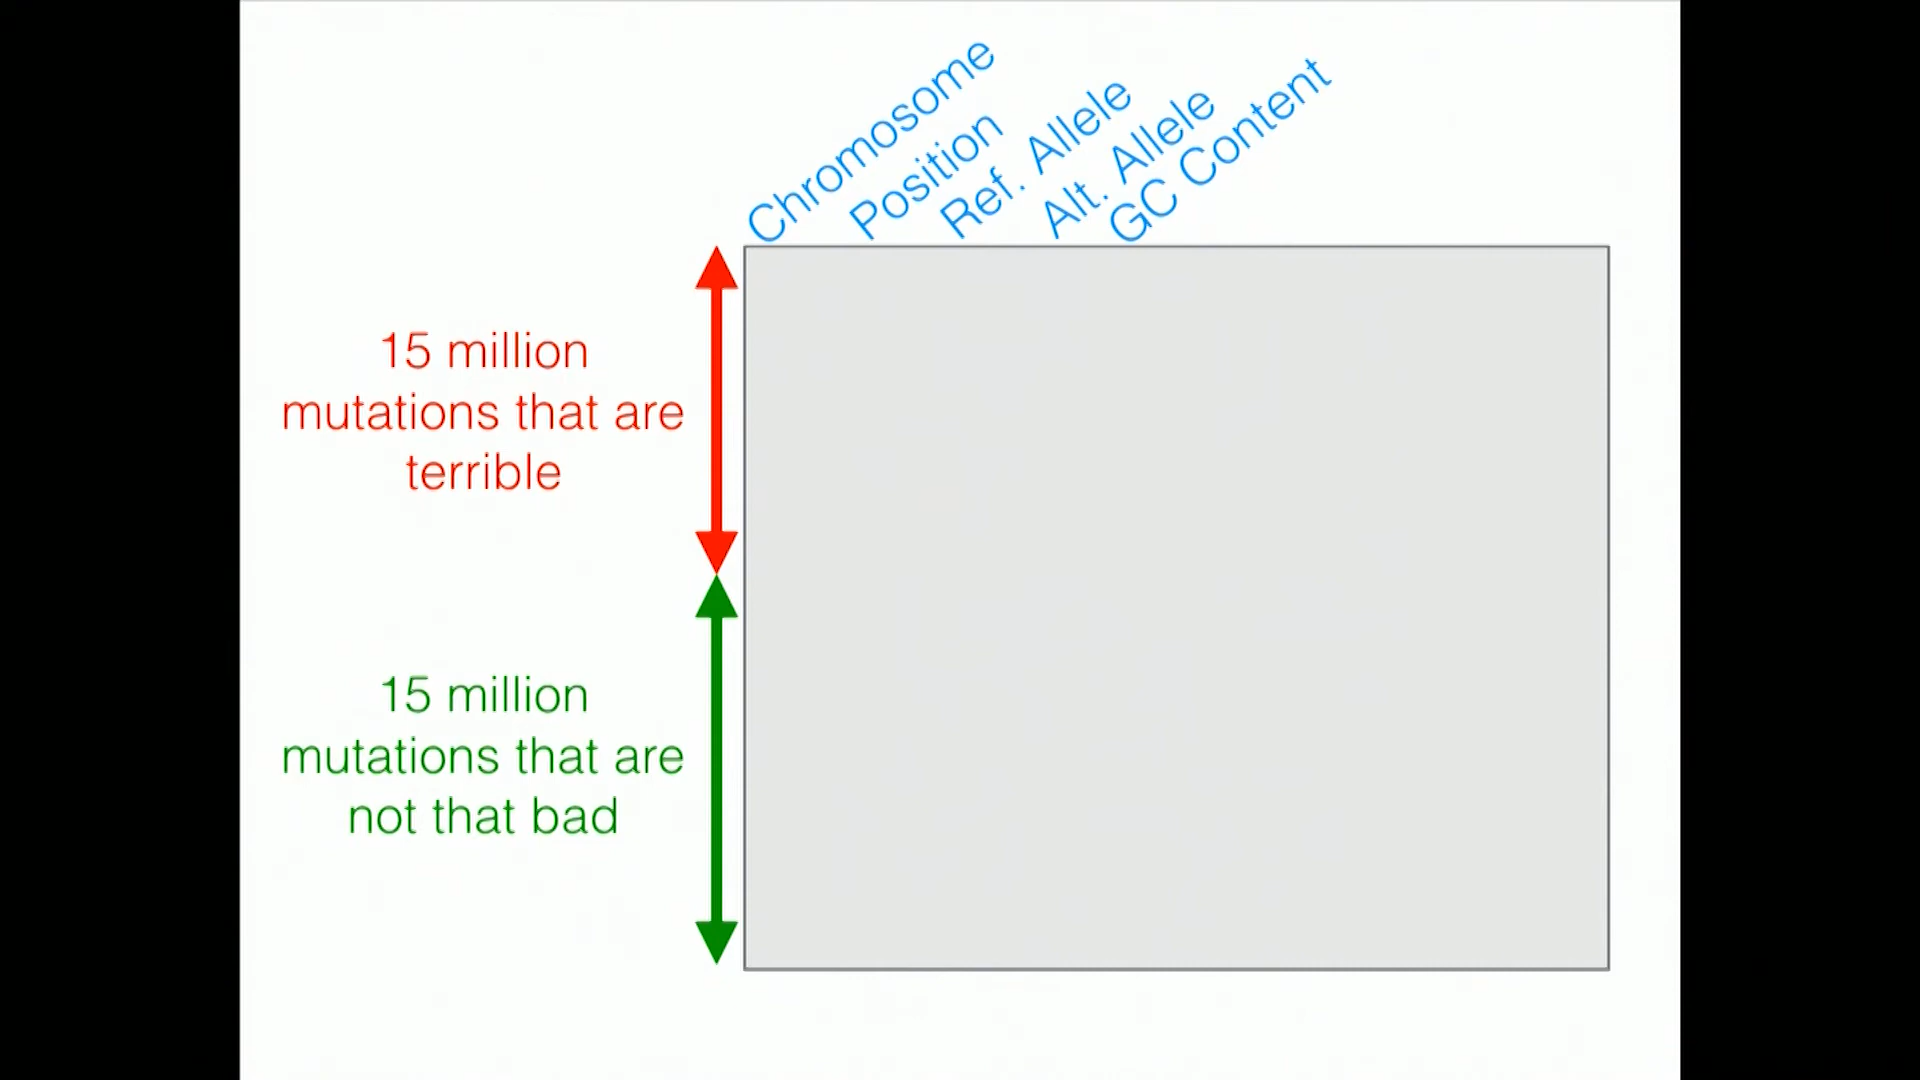 Chromosome
Position
Ref. Allele
Alt. Allele
GC Content
15 million
mutations that are
terrible
15 million
mutations that are
not that bad